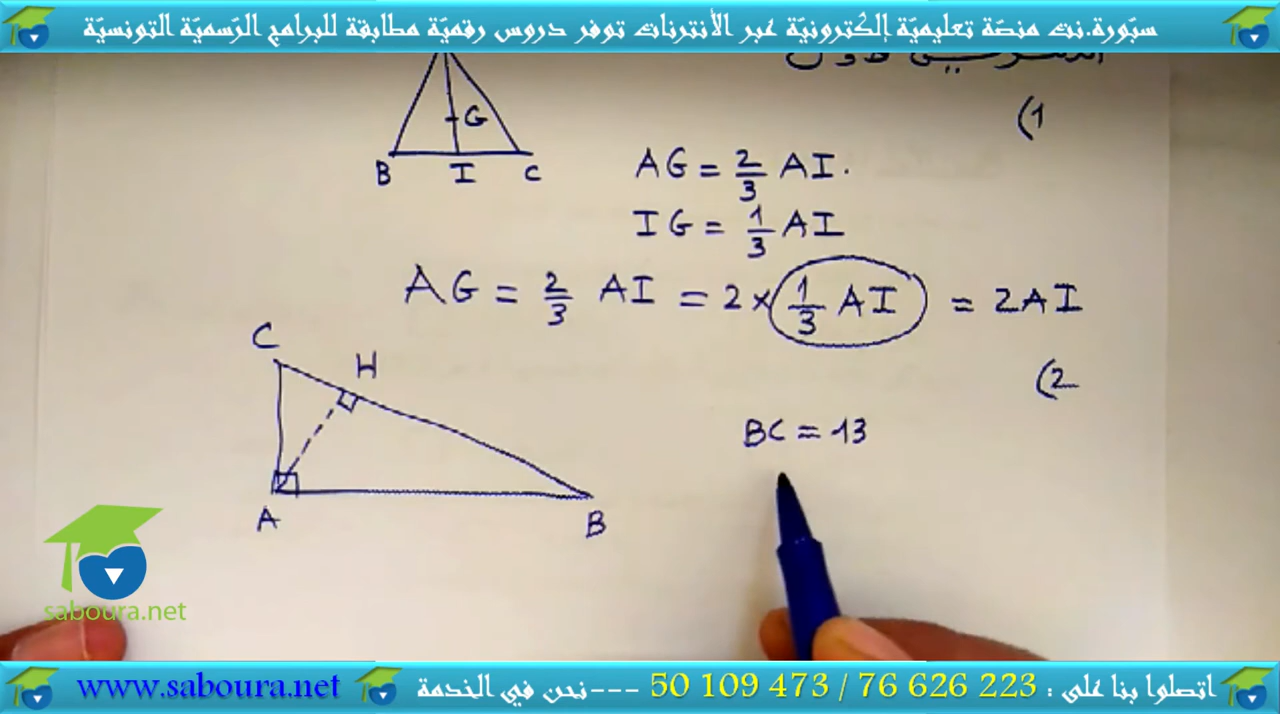 سبّورة.نت منصّة تعليميّة إلكترونيّة عبر الأنترنات توفر دروس رقميّة مطابقة للبرامج الرّسميّة التونسيّة
(1
G
B I C
AG = 2/3 AI.
IG = 1/3 AI
AG = 2/3 AI = 2 × 1/3 AI = 2AI
C
H
(2
BC = 13
A
B
saboura.net
www.saboura.net اتصلوا بنا على : 50 109 473 / 76 626 223 ---نحن في الخدمة